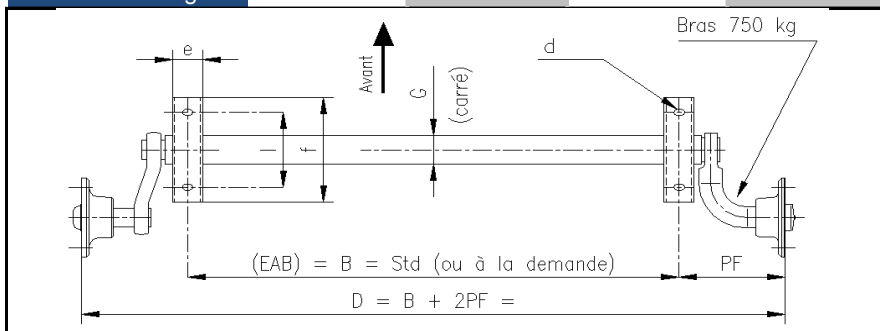 Bras 750 kg
e
d
Avant
G
(carré)
f
(EAB) = B = Std (ou à la demande)
PF
D = B + 2PF =